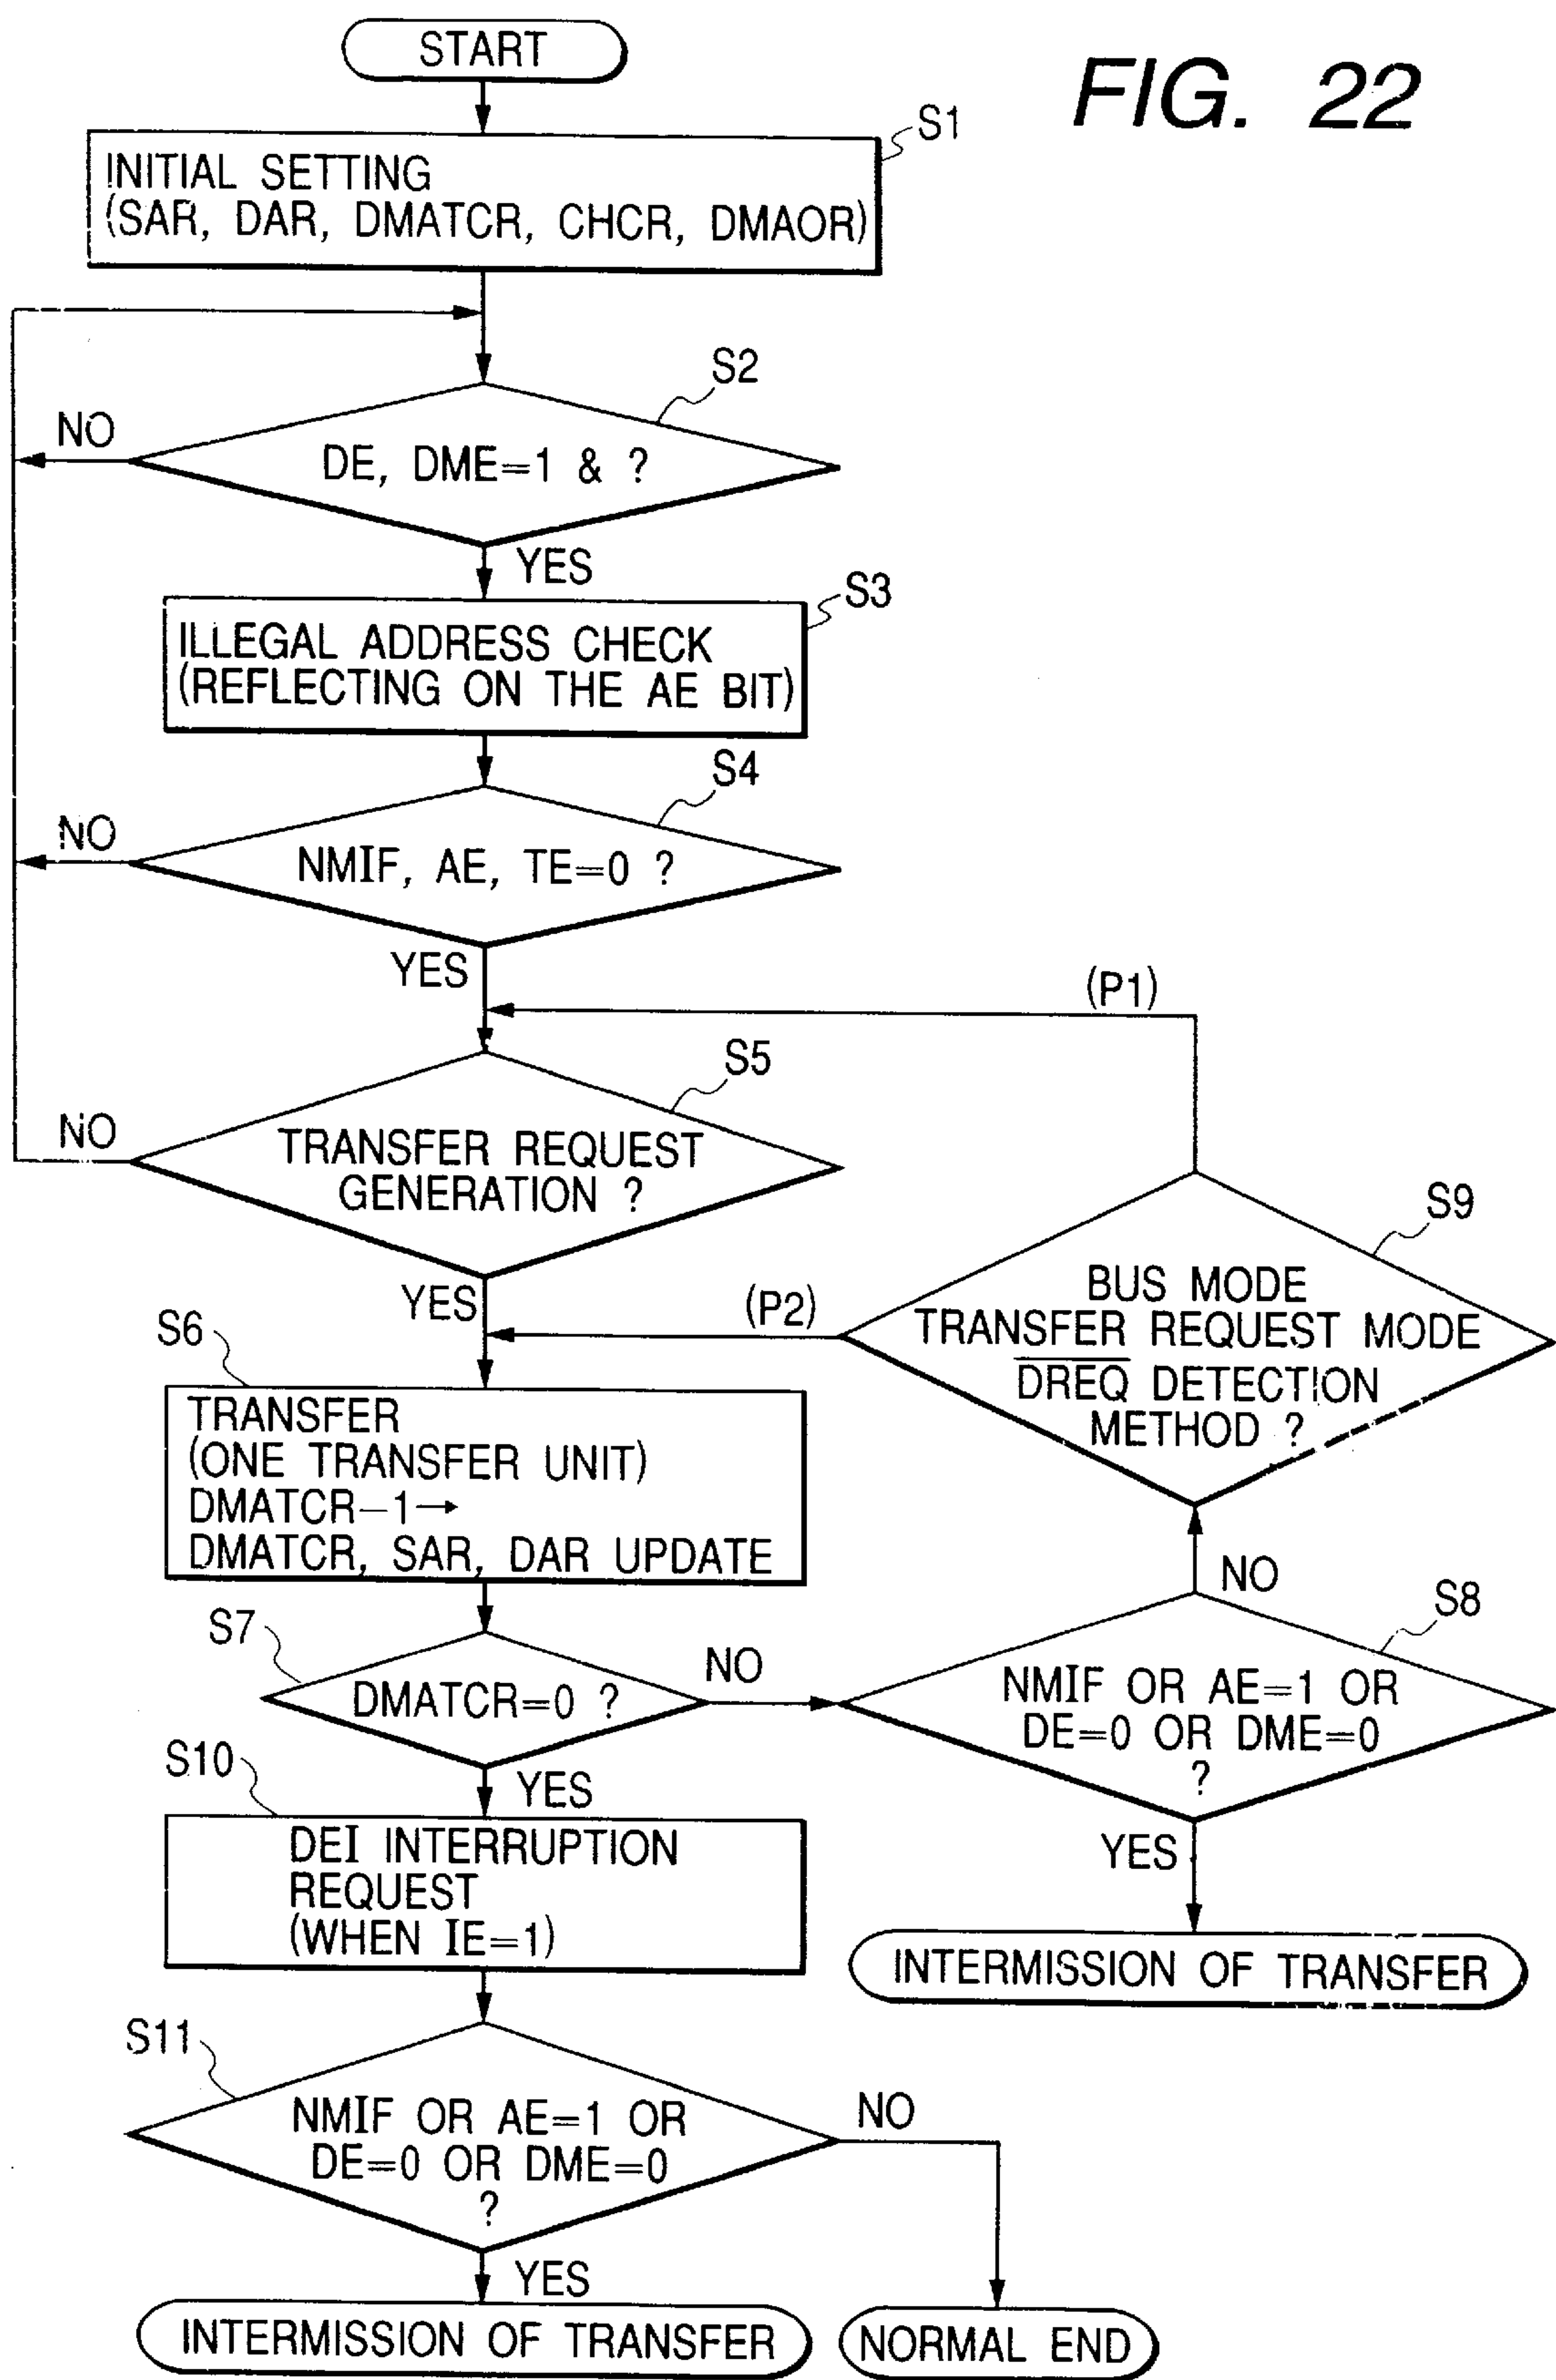 START
FIG. 22
S1
INITIAL SETTING
(SAR, DAR, DMATCR, CHCR, DMAOR)
S2
NO
DE, DME=1 & ?
YES
S3
ILLEGAL ADDRESS CHECK
(REFLECTING ON THE AE BIT)
S4
NO
NMIF, AE, TE=0 ?
YES
(P1)
S5
NO
TRANSFER REQUEST
GENERATION ?
YES
S9
BUS MODE
TRANSFER REQUEST MODE
D̅R̅E̅Q̅ DETECTION
METHOD ?
(P2)
S6
TRANSFER
(ONE TRANSFER UNIT)
DMATCR−1→
DMATCR, SAR, DAR UPDATE
NO
S7
DMATCR=0 ?
NO
S8
NMIF OR AE=1 OR
DE=0 OR DME=0
?
YES
YES
S10
DEI INTERRUPTION
REQUEST
(WHEN IE=1)
INTERMISSION OF TRANSFER
S11
NMIF OR AE=1 OR
DE=0 OR DME=0
?
NO
YES
INTERMISSION OF TRANSFER
NORMAL END